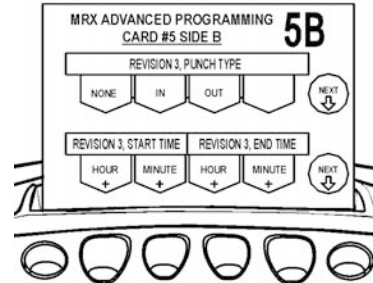 MRX ADVANCED PROGRAMMING
CARD #5 SIDE B
5B
REVISION 3, PUNCH TYPE
NONE IN OUT NEXT
REVISION 3, START TIME REVISION 3, END TIME
HOUR + MINUTE + HOUR + MINUTE + NEXT